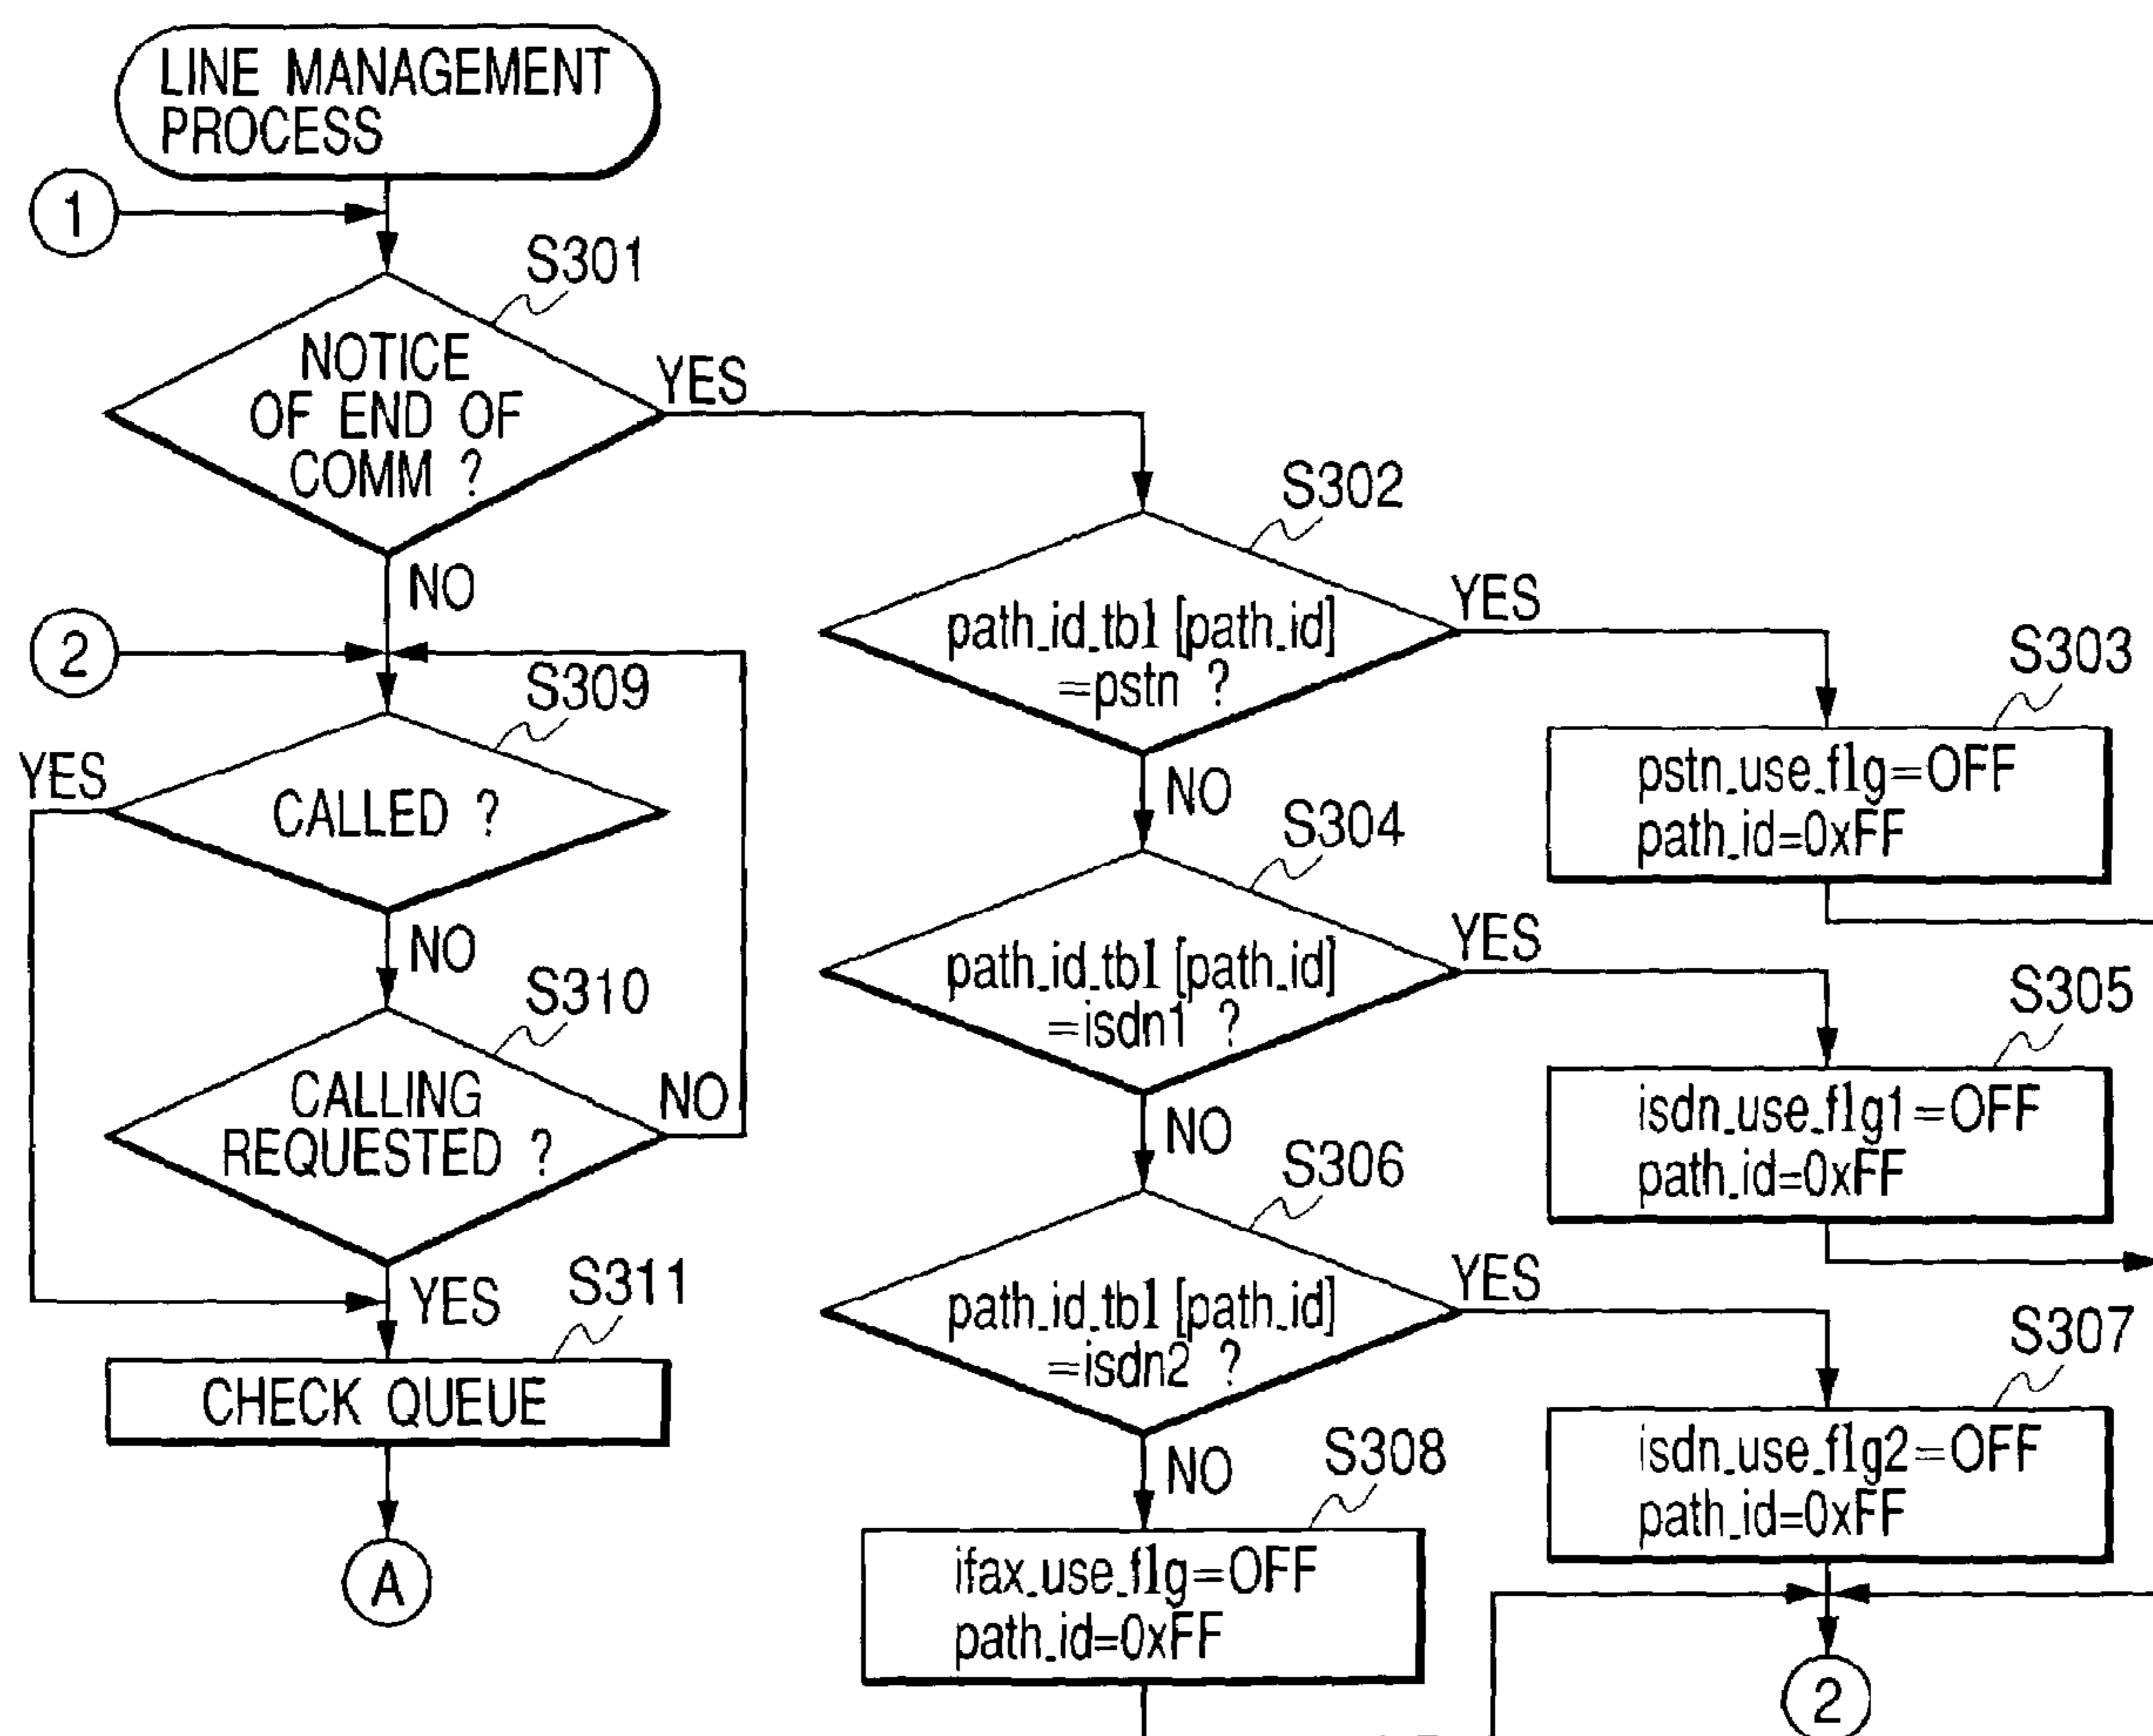 LINE MANAGEMENT
PROCESS
1
S301
NOTICE
OF END OF
COMM ?
YES
NO
2
S309
YES
CALLED ?
NO
S310
CALLING
REQUESTED ?
NO
YES
S311
CHECK QUEUE
A
S302
path_id_tbl [path_id]
=pstn ?
YES
NO
S303
pstn_use_flg=OFF
path_id=0xFF
S304
path_id_tbl [path_id]
=isdn1 ?
YES
NO
S305
isdn_use_flg1=OFF
path_id=0xFF
S306
path_id_tbl [path_id]
=isdn2 ?
YES
NO
S307
isdn_use_flg2=OFF
path_id=0xFF
S308
ifax_use_flg=OFF
path_id=0xFF
2